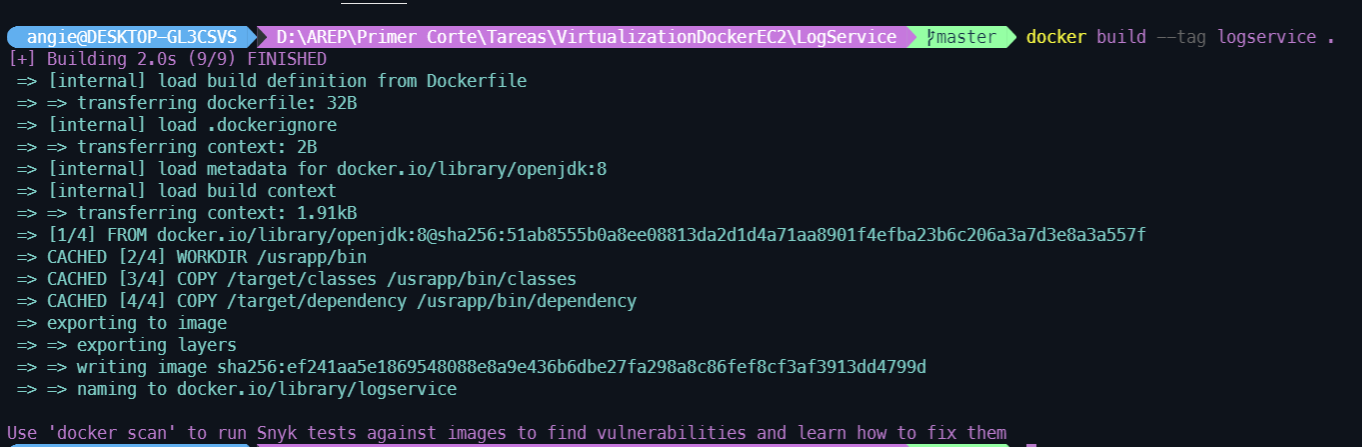 angie@DESKTOP-GL3CSVS D:\AREP\Primer Corte\Tareas\VirtualizationDockerEC2\LogService master docker build --tag logservice .
[+] Building 2.0s (9/9) FINISHED
=> [internal] load build definition from Dockerfile
=> => transferring dockerfile: 32B
=> [internal] load .dockerignore
=> => transferring context: 2B
=> [internal] load metadata for docker.io/library/openjdk:8
=> [internal] load build context
=> => transferring context: 1.91kB
=> [1/4] FROM docker.io/library/openjdk:8@sha256:51ab8555b0a8ee08813da2d1d4a71aa8901f4efba23b6c206a3a7d3e8a3a557f
=> CACHED [2/4] WORKDIR /usrapp/bin
=> CACHED [3/4] COPY /target/classes /usrapp/bin/classes
=> CACHED [4/4] COPY /target/dependency /usrapp/bin/dependency
=> exporting to image
=> => exporting layers
=> => writing image sha256:ef241aa5e1869548088e8a9e436b6dbe27fa298a8c86fef8cf3af3913dd4799d
=> => naming to docker.io/library/logservice
Use 'docker scan' to run Snyk tests against images to find vulnerabilities and learn how to fix them